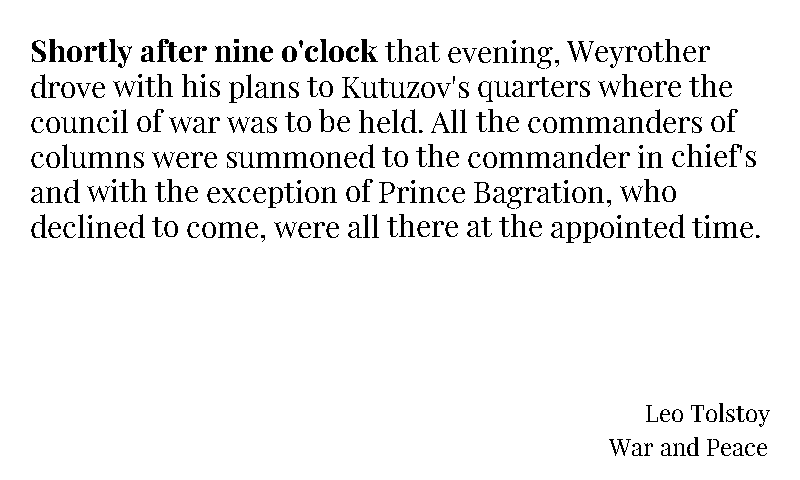 Shortly after nine o'clock that evening, Weyrother
drove with his plans to Kutuzov's quarters where the
council of war was to be held. All the commanders of
columns were summoned to the commander in chief's
and with the exception of Prince Bagration, who
declined to come, were all there at the appointed time.
Leo Tolstoy
War and Peace